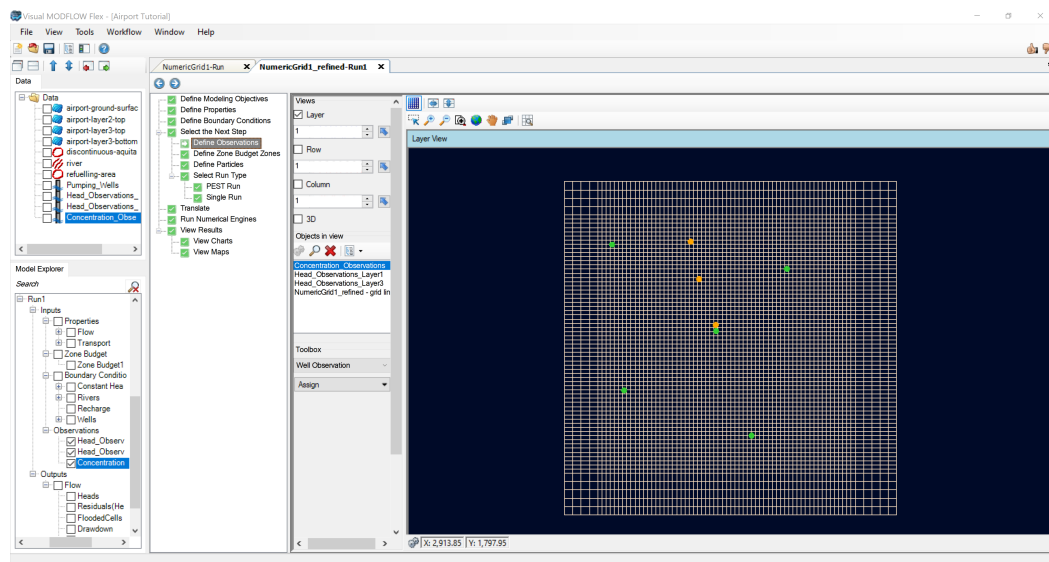 Visual MODFLOW Flex - [Airport Tutorial]
File View Tools Workflow Window Help
NumericGrid1-Run
NumericGrid1_refined-Run1
Data
Data
airport-ground-surfac
airport-layer2-top
airport-layer3-top
airport-layer3-bottom
discontinuous-aquita
river
refuelling-area
Pumping_Wells
Head_Observations_
Head_Observations_
Concentration_Obse
Model Explorer
Search
Run1
Inputs
Properties
Flow
Transport
Zone Budget
Zone Budget1
Boundary Conditio
Constant Hea
Rivers
Recharge
Wells
Observations
Head_Observ
Head_Observ
Concentration
Outputs
Flow
Heads
Residuals(He
FloodedCells
Drawdown
Define Modeling Objectives
Define Properties
Define Boundary Conditions
Select the Next Step
Define Observations
Define Zone Budget Zones
Define Particles
Select Run Type
PEST Run
Single Run
Translate
Run Numerical Engines
View Results
View Charts
View Maps
Views
Layer
1
Row
1
Column
1
3D
Objects in view
Concentration_Observations
Head_Observations_Layer1
Head_Observations_Layer3
NumericGrid1_refined - grid lin
Toolbox
Well Observation
Assign
Layer View
X: 2,913.85 Y: 1,797.95